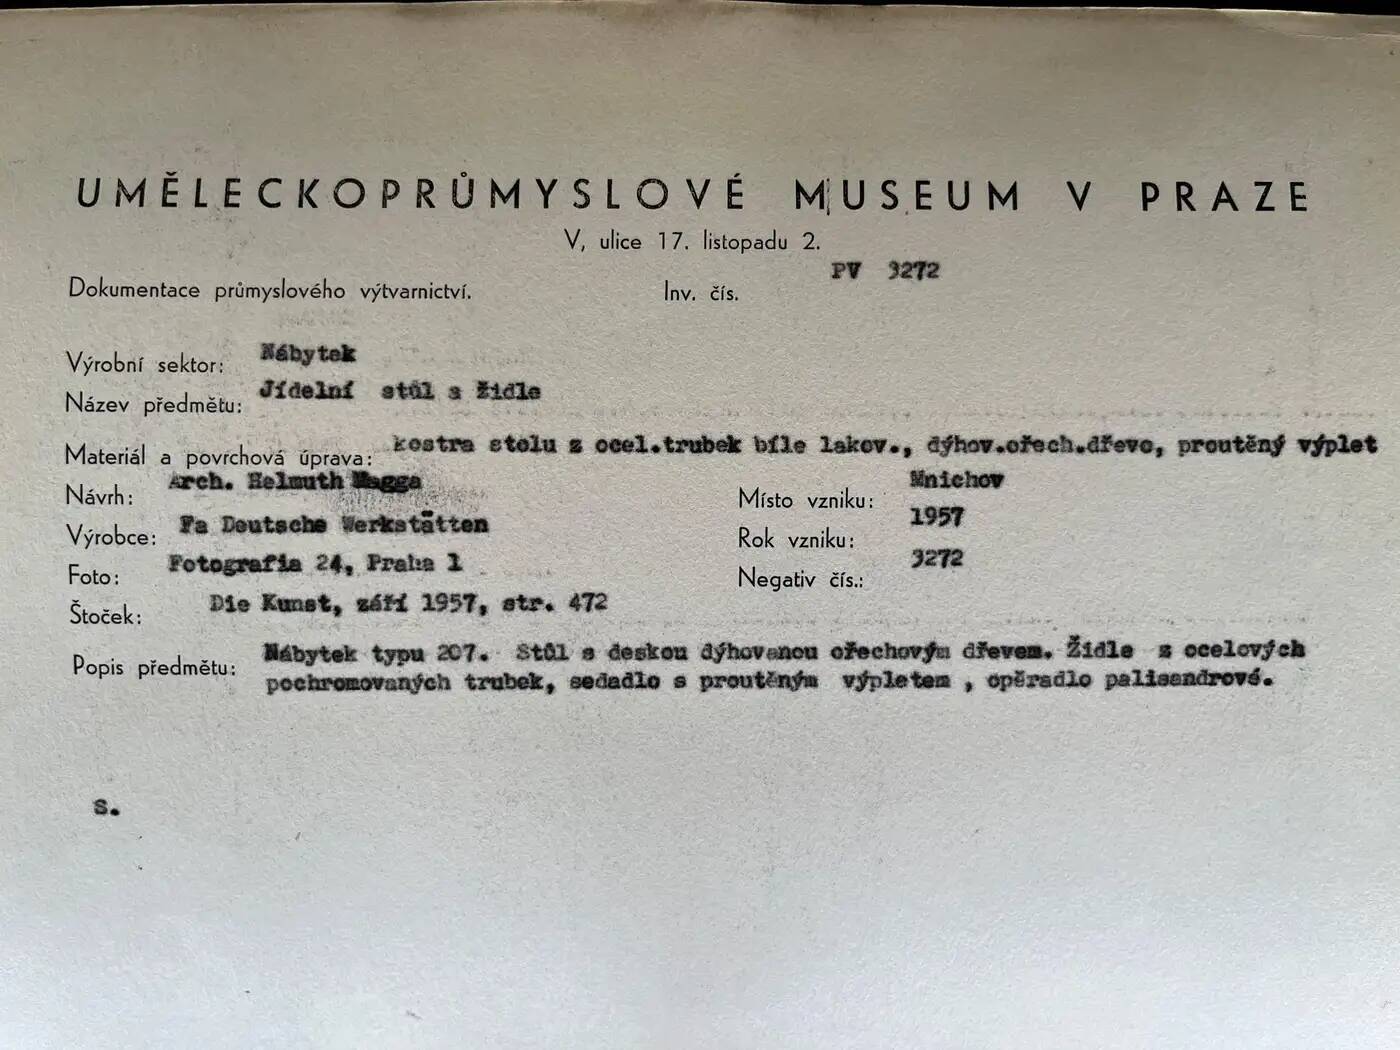 UMĚLECKOPRŮMYSLOVÉ MUSEUM V PRAZE
V, ulice 17. listopadu 2.
PV 3272
Dokumentace průmyslového výtvarnictví. Inv. čís.
Výrobní sektor: Nábytek
Název předmětu: Jídelní stůl a židle
Materiál a povrchová úprava: kostra stolu z ocel.trubek bíle lakov., dýhov.ořech.dřevo, proutěný výplet
Návrh: Arch. Helmuth Magga Místo vzniku: Mnichov
Výrobce: Fa Deutsche Werkstätten Rok vzniku: 1957
Foto: Fotografia 24, Praha 1 Negativ čís.: 3272
Štoček: Die Kunst, září 1957, str. 472
Popis předmětu: Nábytek typu 207. Stůl s deskou dýhovanou ořechovým dřevem. Židle z ocelových
pochromovaných trubek, sedadlo s proutěným výpletem , opěradlo palisandrové.
S.